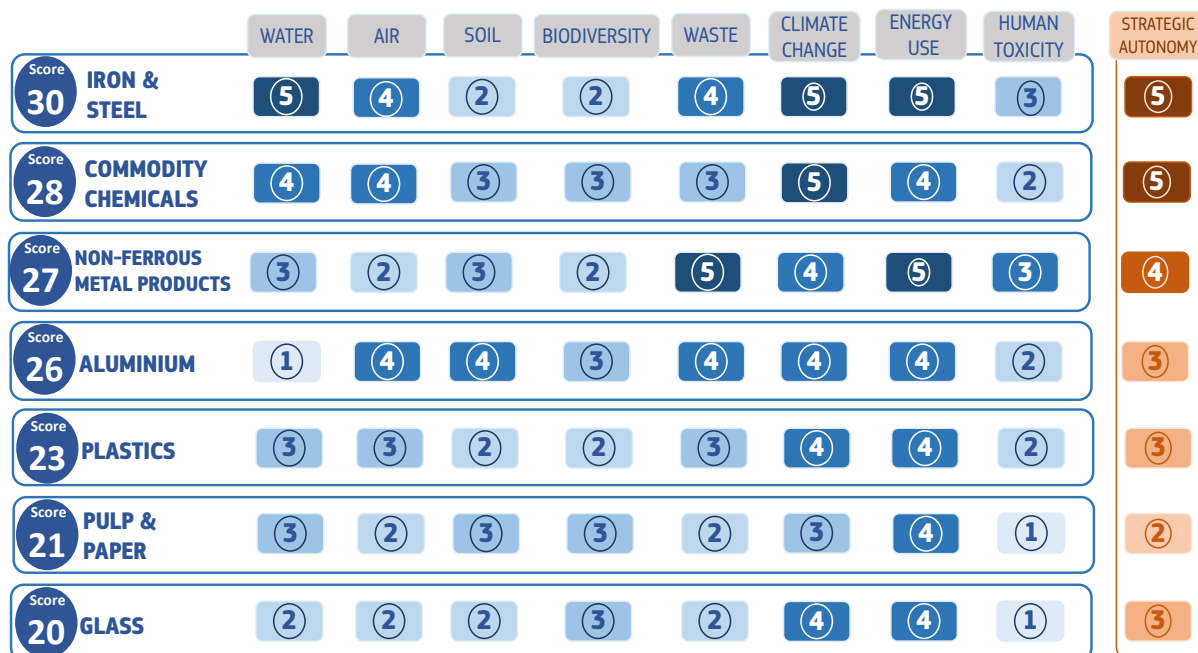 WATER AIR SOIL BIODIVERSITY WASTE CLIMATE CHANGE ENERGY USE HUMAN TOXICITY STRATEGIC AUTONOMY
Score 30 IRON & STEEL 5 4 2 2 4 5 5 3 5
Score 28 COMMODITY CHEMICALS 4 4 3 3 3 5 4 2 5
Score 27 NON-FERROUS METAL PRODUCTS 3 2 3 2 5 4 5 3 4
Score 26 ALUMINIUM 1 4 4 3 4 4 4 2 3
Score 23 PLASTICS 3 3 2 2 3 4 4 2 3
Score 21 PULP & PAPER 3 2 3 3 2 3 4 1 2
Score 20 GLASS 2 2 2 3 2 4 4 1 3